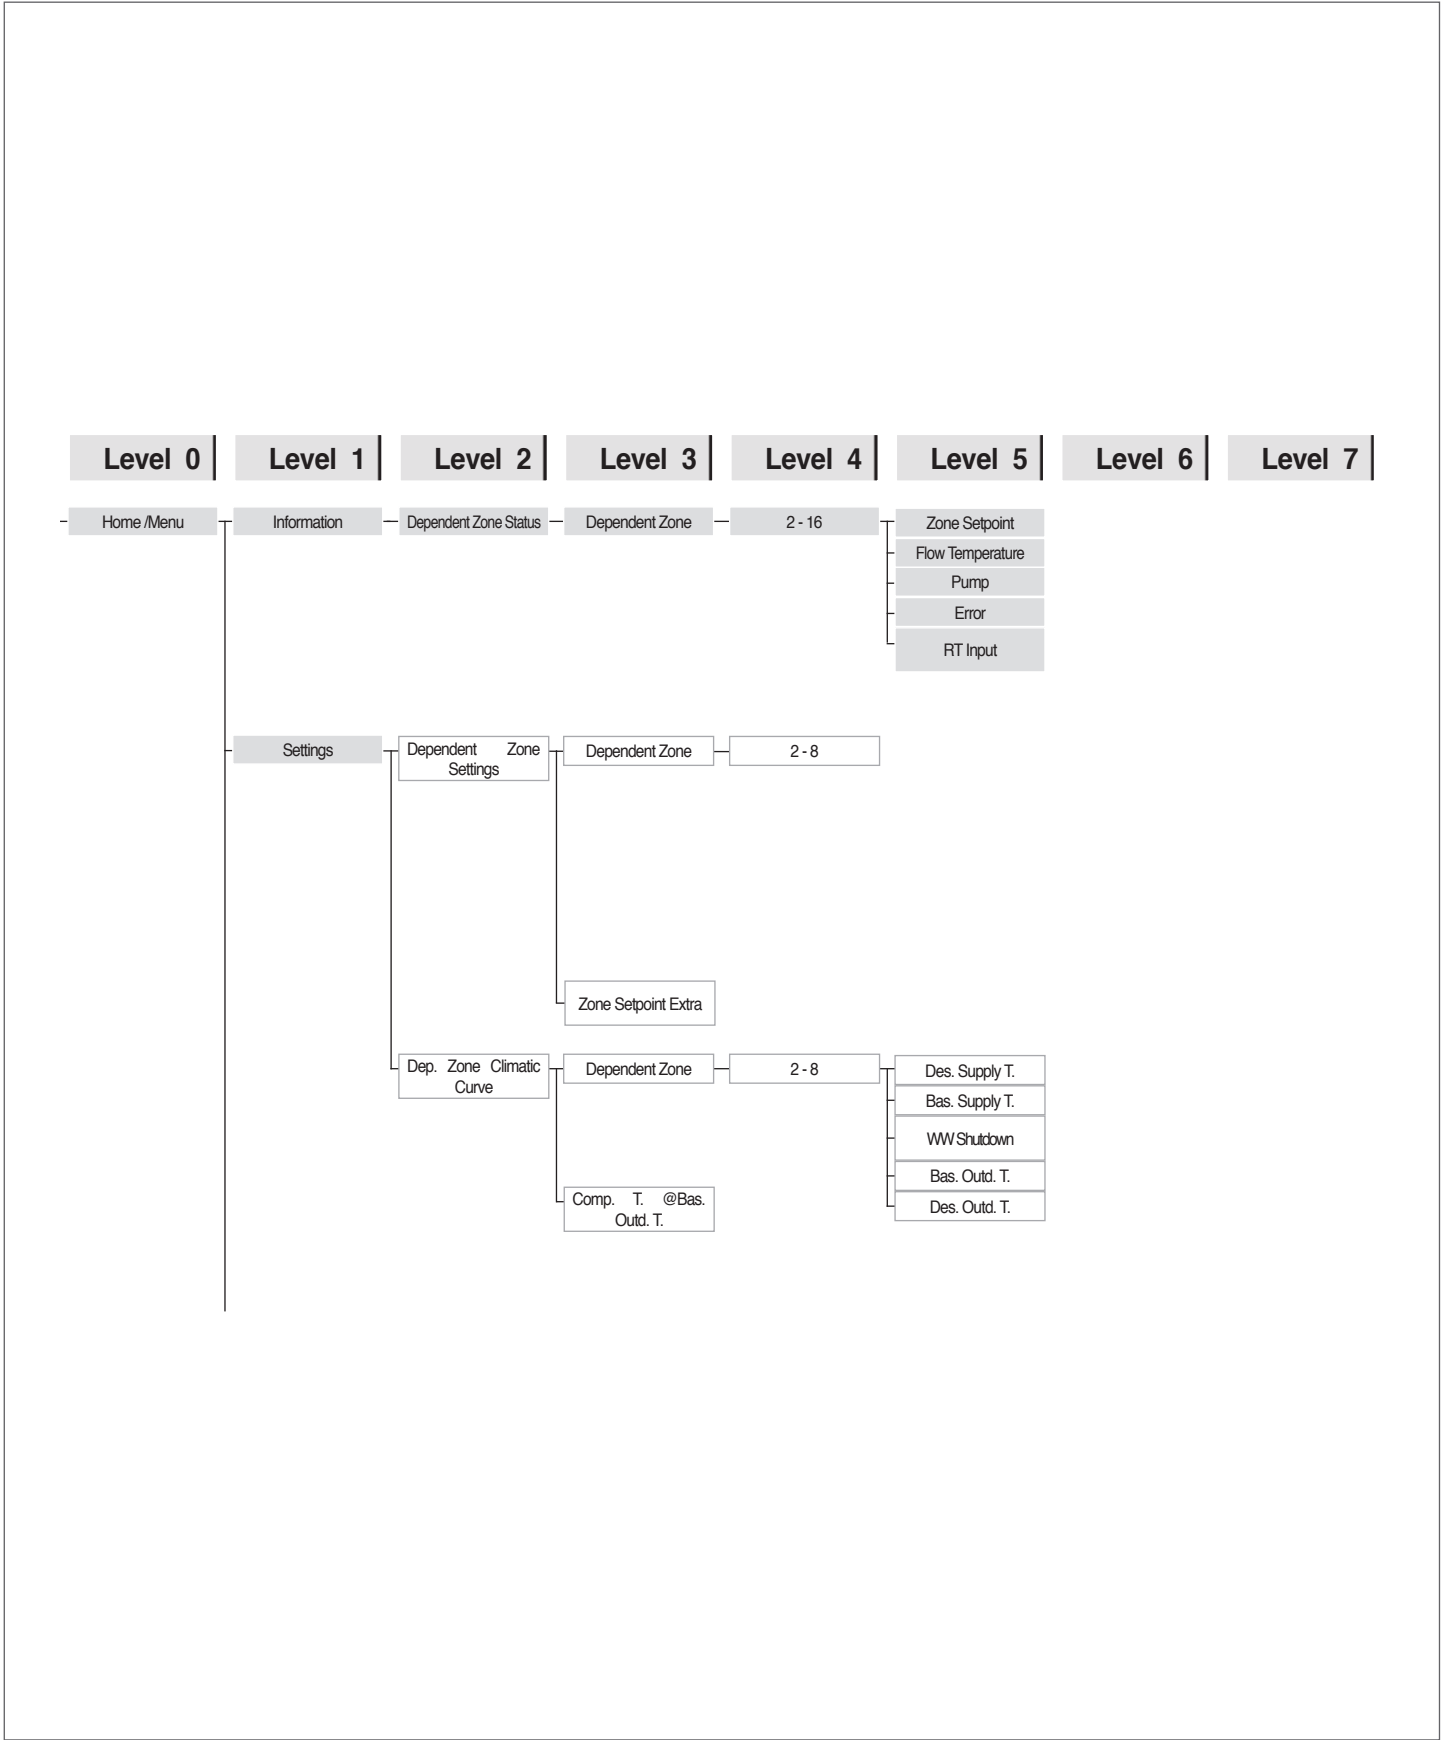 Level 0 Level 1 Level 2 Level 3 Level 4 Level 5 Level 6 Level 7
Home /Menu Information Dependent Zone Status Dependent Zone 2 - 16 Zone Setpoint
Flow Temperature
Pump
Error
RT Input
Settings Dependent Zone Dependent Zone 2 - 8
Settings
Zone Setpoint Extra
Dep. Zone Climatic Dependent Zone 2 - 8 Des. Supply T.
Curve
Bas. Supply T.
WW Shutdown
Bas. Outd. T.
Comp. T. @Bas. Des. Outd. T.
Outd. T.